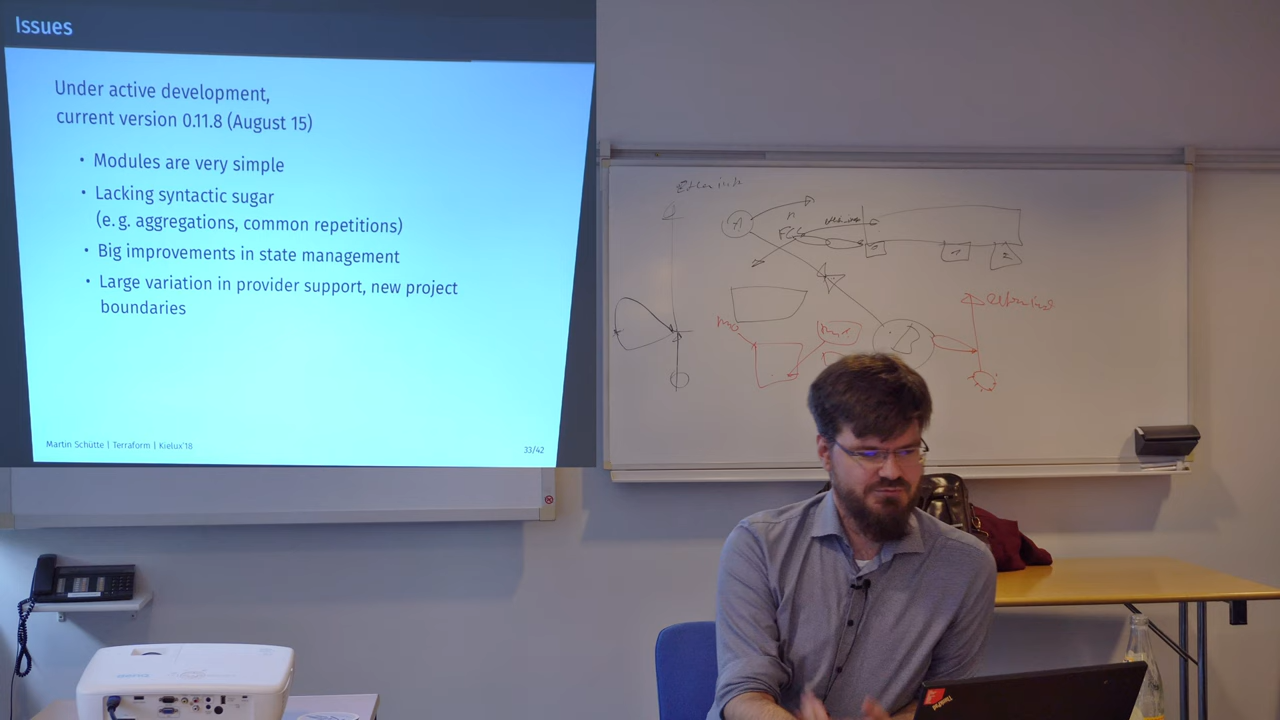 Issues
Under active development,
current version 0.11.8 (August 15)
• Modules are very simple
• Lacking syntactic sugar
(e. g. aggregations, common repetitions)
• Big improvements in state management
• Large variation in provider support, new project
boundaries
Martin Schütte | Terraform | Kielux'18
33/42
A
n
B
ThinkPad